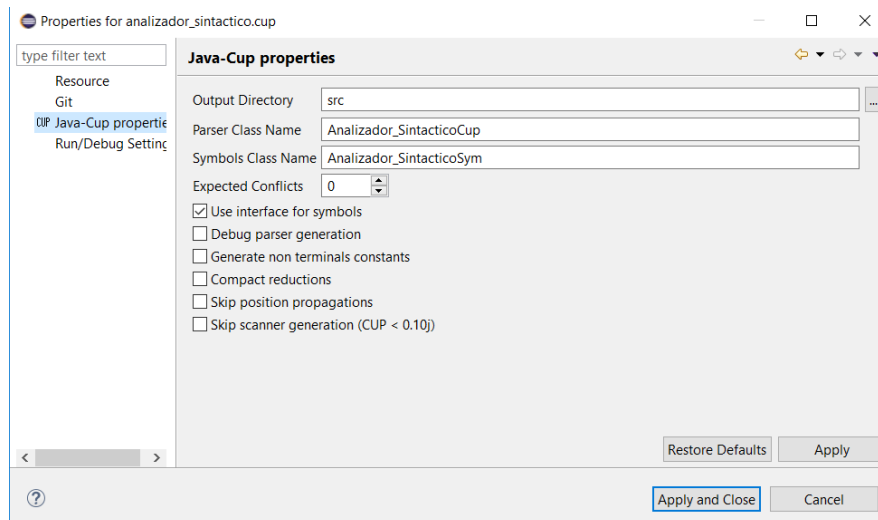 Properties for analizador_sintactico.cup
type filter text
Resource
Git
CUP Java-Cup propertie
Run/Debug Setting
Java-Cup properties
Output Directory src ...
Parser Class Name Analizador_SintacticoCup
Symbols Class Name Analizador_SintacticoSym
Expected Conflicts 0
Use interface for symbols
Debug parser generation
Generate non terminals constants
Compact reductions
Skip position propagations
Skip scanner generation (CUP < 0.10j)
Restore Defaults Apply
? Apply and Close Cancel